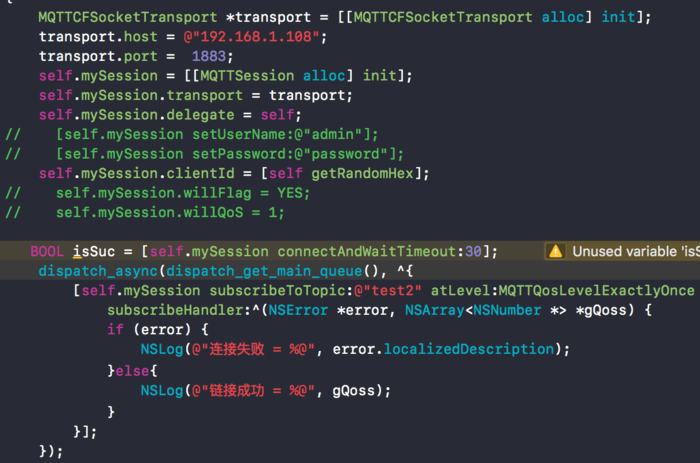 MQTTCFSocketTransport *transport = [[MQTTCFSocketTransport alloc] init];
transport.host = @"192.168.1.108";
transport.port =  1883;
self.mySession = [[MQTTSession alloc] init];
self.mySession.transport = transport;
self.mySession.delegate = self;
//    [self.mySession setUserName:@"admin"];
//    [self.mySession setPassword:@"password"];
self.mySession.clientId = [self getRandomHex];
//    self.mySession.willFlag = YES;
//    self.mySession.willQoS = 1;
BOOL isSuc = [self.mySession connectAndWaitTimeout:30]; Unused variable 'isS
dispatch_async(dispatch_get_main_queue(), ^{
[self.mySession subscribeToTopic:@"test2" atLevel:MQTTQosLevelExactlyOnce
subscribeHandler:^(NSError *error, NSArray<NSNumber *> *gQoss) {
if (error) {
NSLog(@"连接失败 = %@", error.localizedDescription);
}else{
NSLog(@"链接成功 = %@", gQoss);
}
}];
});